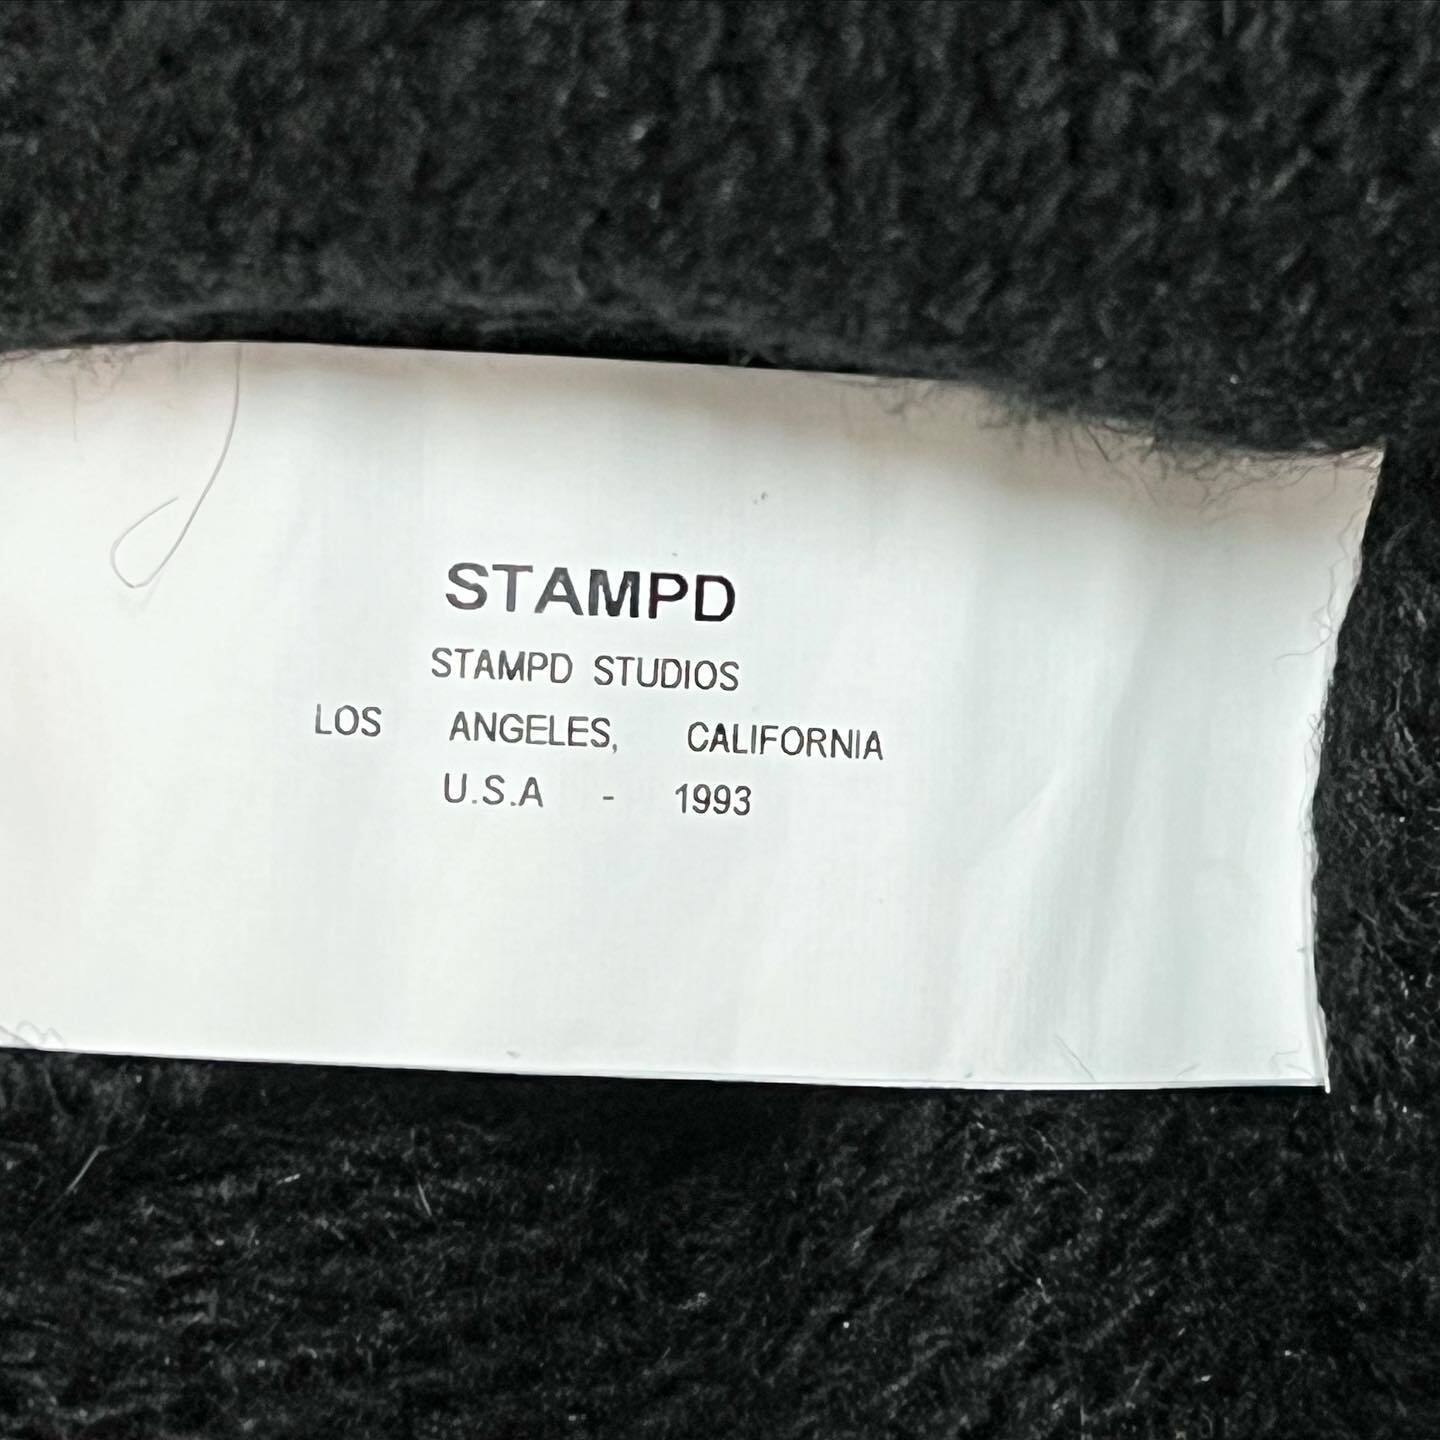 STAMPD
STAMPD STUDIOS
LOS ANGELES, CALIFORNIA
U.S.A - 1993